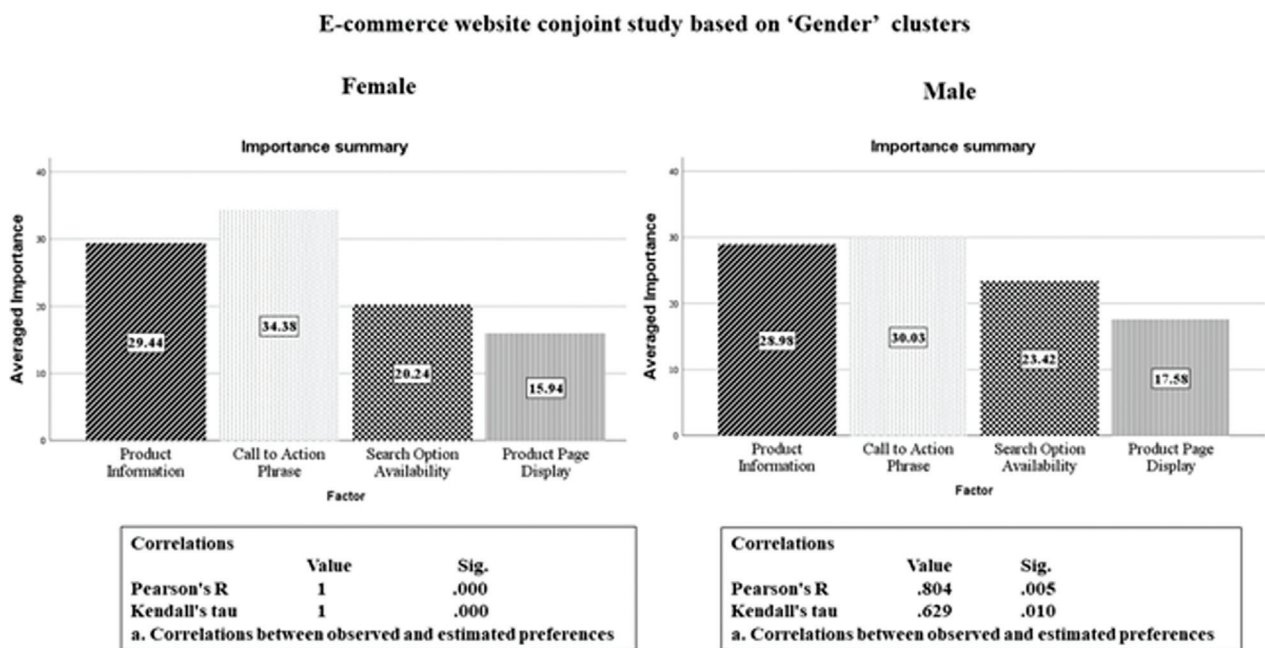 E-commerce website conjoint study based on ‘Gender’ clusters
Female
Importance summary
Averaged Importance
40
30
20
10
0
29.44
34.38
20.24
15.94
Product Information
Call to Action Phrase
Search Option Availability
Product Page Display
Factor
Correlations
Value Sig.
Pearson's R 1 .000
Kendall's tau 1 .000
a. Correlations between observed and estimated preferences
Male
Importance summary
Averaged Importance
40
30
20
10
0
28.98
30.03
23.42
17.58
Product Information
Call to Action Phrase
Search Option Availability
Product Page Display
Factor
Correlations
Value Sig.
Pearson's R .804 .005
Kendall's tau .629 .010
a. Correlations between observed and estimated preferences